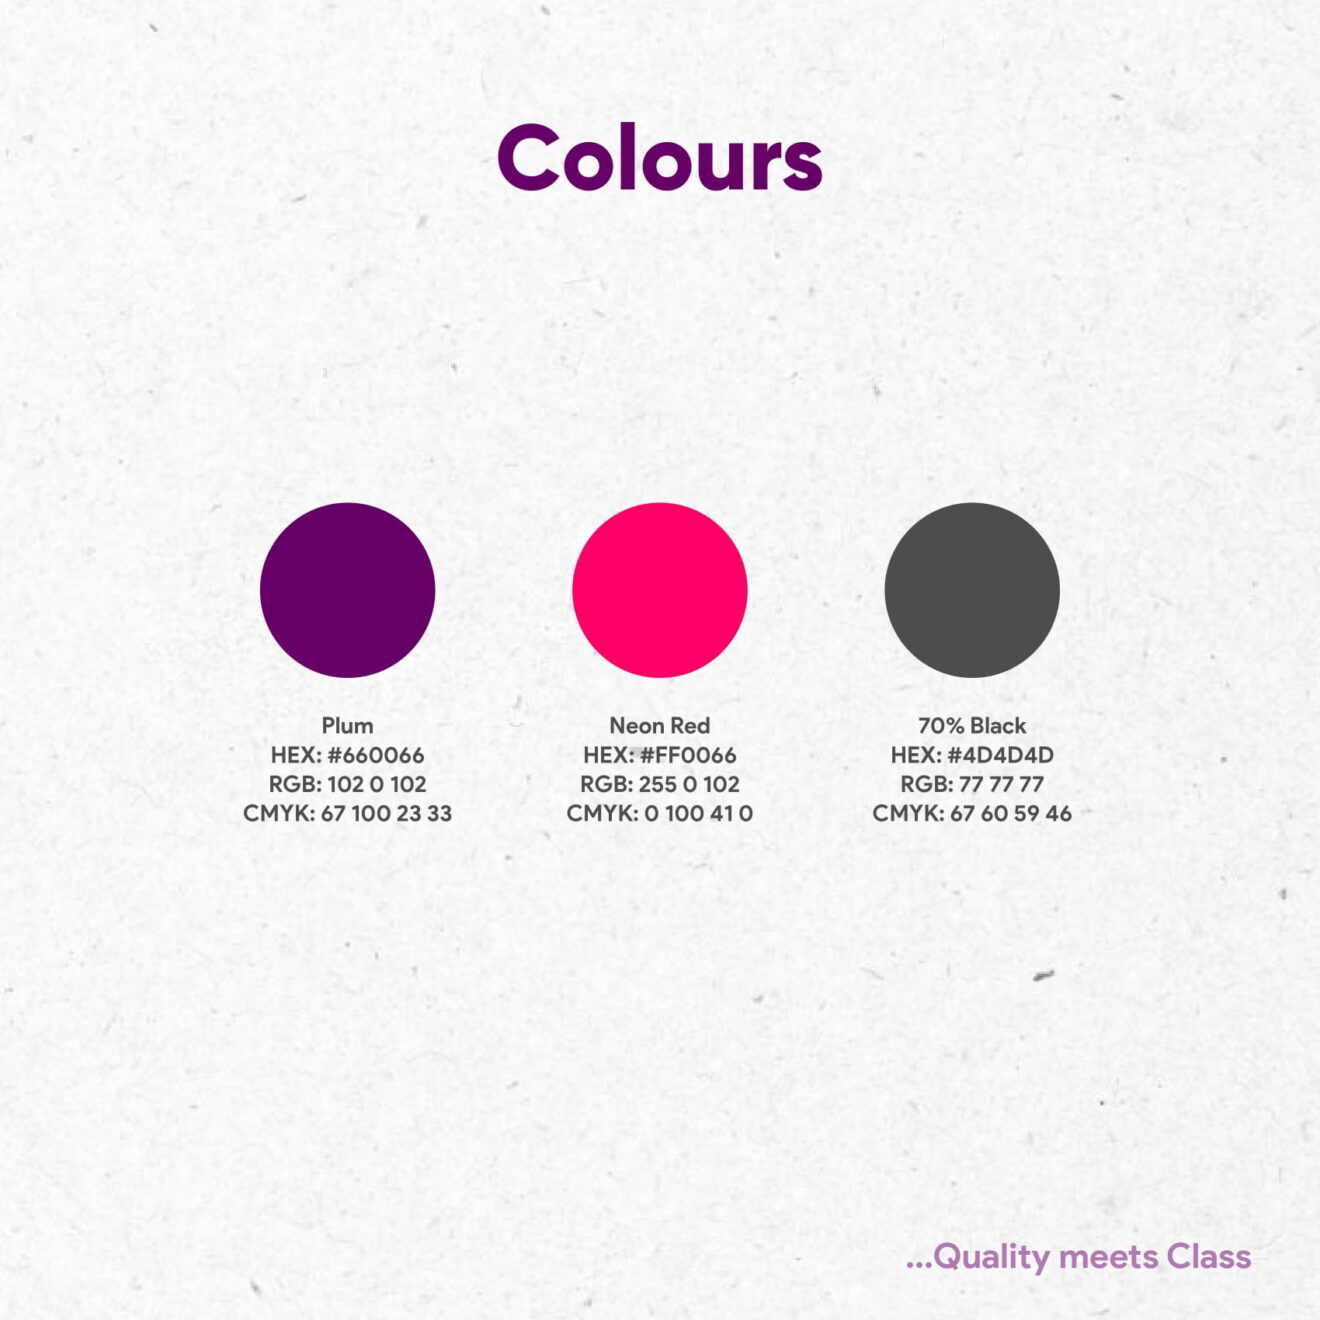 Colours
Plum
HEX: #660066
RGB: 102 0 102
CMYK: 67 100 23 33
Neon Red
HEX: #FF0066
RGB: 255 0 102
CMYK: 0 100 41 0
70% Black
HEX: #4D4D4D
RGB: 77 77 77
CMYK: 67 60 59 46
...Quality meets Class